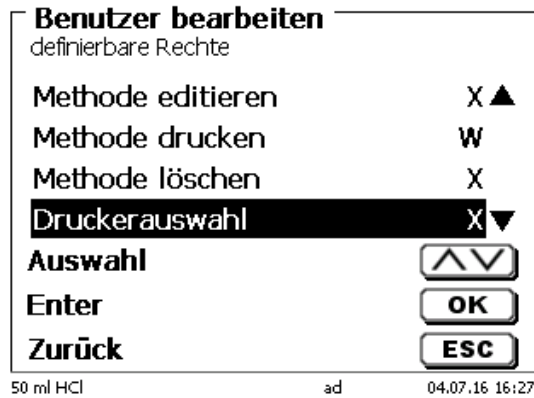 Benutzer bearbeiten
definierbare Rechte
Methode editieren X▲
Methode drucken W
Methode löschen X
Druckerauswahl X▼
Auswahl
Enter OK
Zurück ESC
50 ml HCl ad 04.07.16 16:27